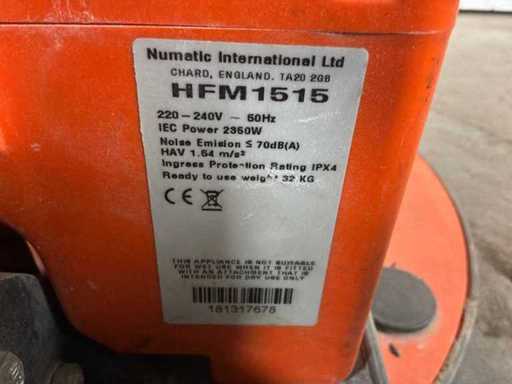 Numatic International Ltd
CHARD, ENGLAND. TA20 2GB
HFM1515
220-240V ~ 50Hz
IEC Power 2350W
Noise Emision ≤ 70dB(A)
HAV 1.54 m/s²
Ingress Protection Rating IPX4
Ready to use weight 32 KG
CE
THIS APPLIANCE IS NOT SUITABLE
FOR WET USE WHEN IT IS FITTED
WITH AN ATTACHMENT THAT IS
INTENDED FOR DRY USE ONLY
181317678